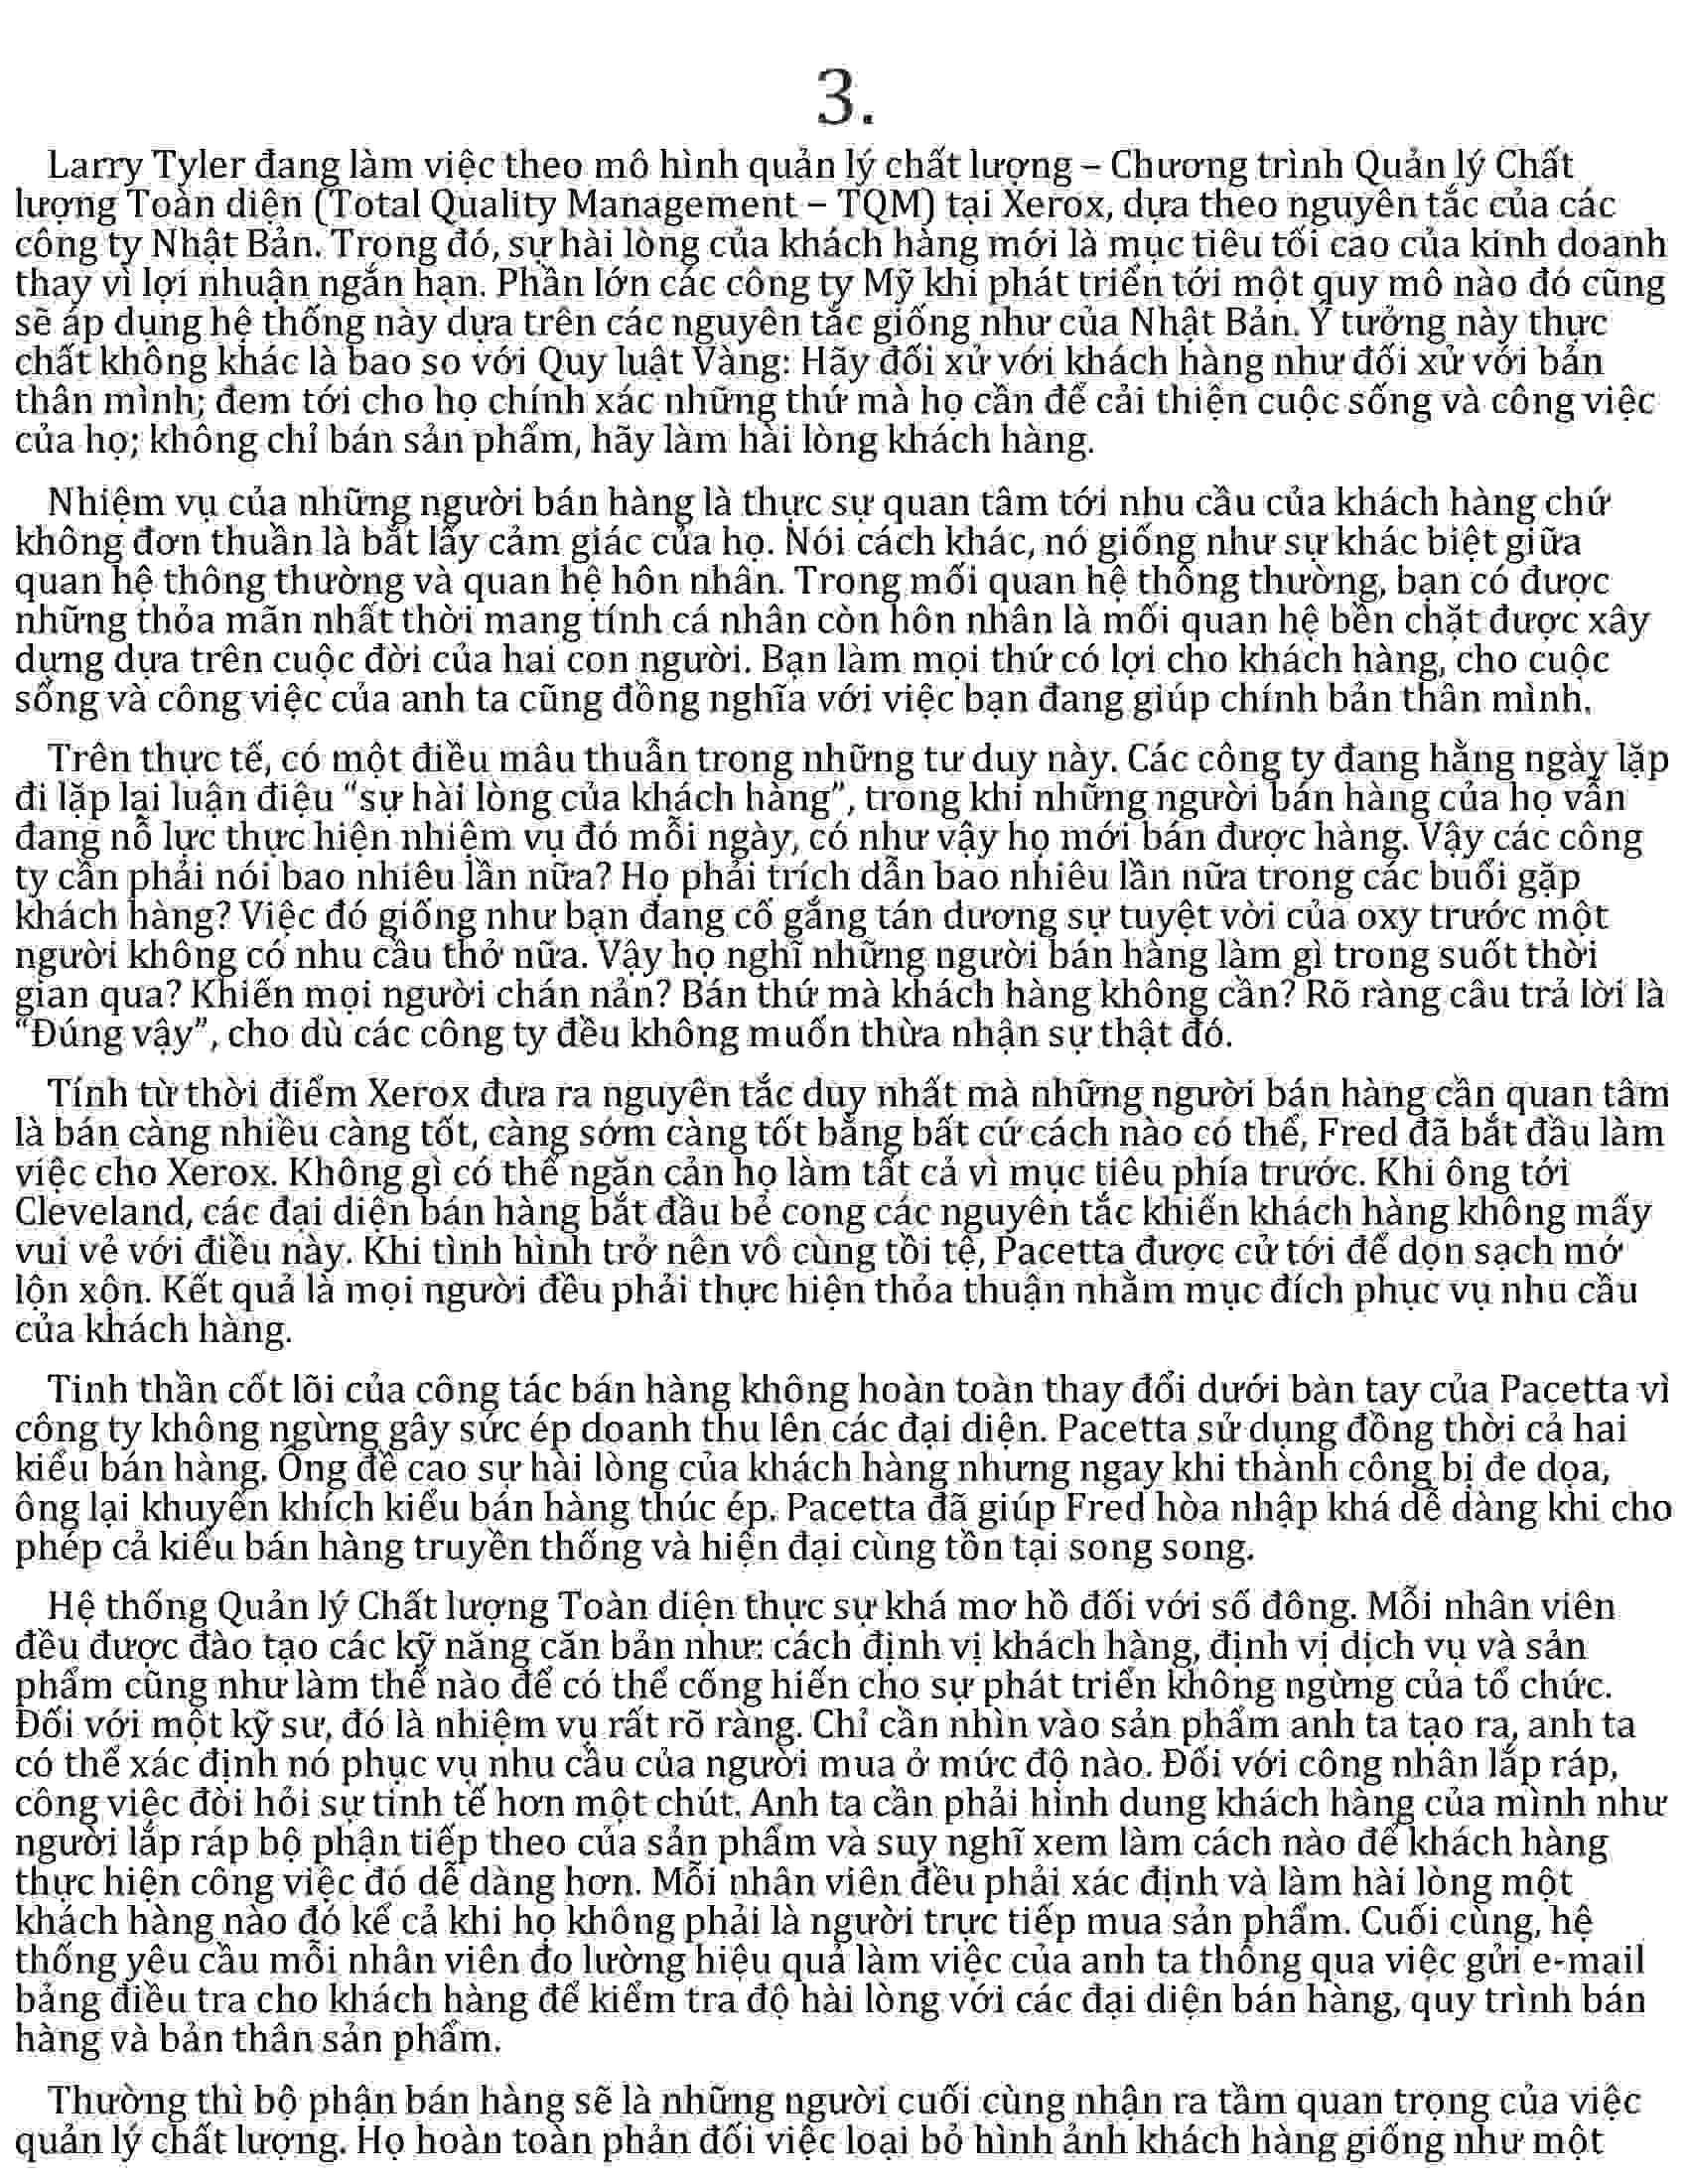 3.
Larry Tyler đang làm việc theo mô hình quản lý chất lượng – Chương trình Quản lý Chất
lượng Toàn diện (Total Quality Management – TQM) tại Xerox, dựa theo nguyên tắc của các
công ty Nhật Bản. Trong đó, sự hài lòng của khách hàng mới là mục tiêu tối cao của kinh doanh
thay vì lợi nhuận ngắn hạn. Phần lớn các công ty Mỹ khi phát triển tới một quy mô nào đó cũng
sẽ áp dụng hệ thống này dựa trên các nguyên tắc giống như của Nhật Bản. Ý tưởng này thực
chất không khác là bao so với Quy luật Vàng: Hãy đối xử với khách hàng như đối xử với bản
thân mình; đem tới cho họ chính xác những thứ mà họ cần để cải thiện cuộc sống và công việc
của họ; không chỉ bán sản phẩm, hãy làm hài lòng khách hàng.
Nhiệm vụ của những người bán hàng là thực sự quan tâm tới nhu cầu của khách hàng chứ
không đơn thuần là bắt lấy cảm giác của họ. Nói cách khác, nó giống như sự khác biệt giữa
quan hệ thông thường và quan hệ hôn nhân. Trong mối quan hệ thông thường, bạn có được
những thỏa mãn nhất thời mang tính cá nhân còn hôn nhân là mối quan hệ bền chặt được xây
dựng dựa trên cuộc đời của hai con người. Bạn làm mọi thứ có lợi cho khách hàng, cho cuộc
sống và công việc của anh ta cũng đồng nghĩa với việc bạn đang giúp chính bản thân mình.
Trên thực tế, có một điều mâu thuẫn trong những tư duy này. Các công ty đang hằng ngày lặp
đi lặp lại luận điệu “sự hài lòng của khách hàng”, trong khi những người bán hàng của họ vẫn
đang nỗ lực thực hiện nhiệm vụ đó mỗi ngày, có như vậy họ mới bán được hàng. Vậy các công
ty cần phải nói bao nhiêu lần nữa? Họ phải trích dẫn bao nhiêu lần nữa trong các buổi gặp
khách hàng? Việc đó giống như bạn đang cố gắng tán dương sự tuyệt vời của oxy trước một
người không có nhu cầu thở nữa. Vậy họ nghĩ những người bán hàng làm gì trong suốt thời
gian qua? Khiến mọi người chán nản? Bán thứ mà khách hàng không cần? Rõ ràng câu trả lời là
“Đúng vậy”, cho dù các công ty đều không muốn thừa nhận sự thật đó.
Tính từ thời điểm Xerox đưa ra nguyên tắc duy nhất mà những người bán hàng cần quan tâm
là bán càng nhiều càng tốt, càng sớm càng tốt bằng bất cứ cách nào có thể, Fred đã bắt đầu làm
việc cho Xerox. Không gì có thể ngăn cản họ làm tất cả vì mục tiêu phía trước. Khi ông tới
Cleveland, các đại diện bán hàng bắt đầu bẻ cong các nguyên tắc khiến khách hàng không mấy
vui vẻ với điều này. Khi tình hình trở nên vô cùng tồi tệ, Pacetta được cử tới để dọn sạch mớ
lộn xộn. Kết quả là mọi người đều phải thực hiện thỏa thuận nhằm mục đích phục vụ nhu cầu
của khách hàng.
Tinh thần cốt lõi của công tác bán hàng không hoàn toàn thay đổi dưới bàn tay của Pacetta vì
công ty không ngừng gây sức ép doanh thu lên các đại diện. Pacetta sử dụng đồng thời cả hai
kiểu bán hàng. Ông đề cao sự hài lòng của khách hàng nhưng ngay khi thành công bị đe dọa,
ông lại khuyến khích kiểu bán hàng thúc ép. Pacetta đã giúp Fred hòa nhập khá dễ dàng khi cho
phép cả kiểu bán hàng truyền thống và hiện đại cùng tồn tại song song.
Hệ thống Quản lý Chất lượng Toàn diện thực sự khá mơ hồ đối với số đông. Mỗi nhân viên
đều được đào tạo các kỹ năng căn bản như: cách định vị khách hàng, định vị dịch vụ và sản
phẩm cũng như làm thế nào để có thể cống hiến cho sự phát triển không ngừng của tổ chức.
Đối với một kỹ sư, đó là nhiệm vụ rất rõ ràng. Chỉ cần nhìn vào sản phẩm anh ta tạo ra, anh ta
có thể xác định nó phục vụ nhu cầu của người mua ở mức độ nào. Đối với công nhân lắp ráp,
công việc đòi hỏi sự tinh tế hơn một chút. Anh ta cần phải hình dung khách hàng của mình như
người lắp ráp bộ phận tiếp theo của sản phẩm và suy nghĩ xem làm cách nào để khách hàng
thực hiện công việc đó dễ dàng hơn. Mỗi nhân viên đều phải xác định và làm hài lòng một
khách hàng nào đó kể cả khi họ không phải là người trực tiếp mua sản phẩm. Cuối cùng, hệ
thống yêu cầu mỗi nhân viên đo lường hiệu quả làm việc của anh ta thông qua việc gửi e-mail
bảng điều tra cho khách hàng để kiểm tra độ hài lòng với các đại diện bán hàng, quy trình bán
hàng và bản thân sản phẩm.
Thường thì bộ phận bán hàng sẽ là những người cuối cùng nhận ra tầm quan trọng của việc
quản lý chất lượng. Họ hoàn toàn phản đối việc loại bỏ hình ảnh khách hàng giống như một